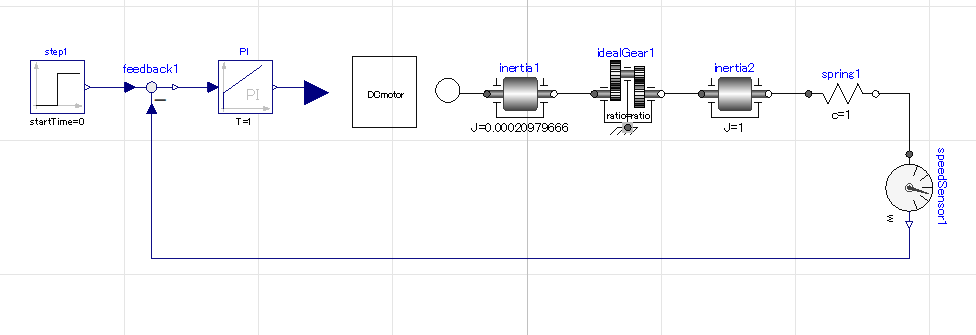 step1
startTime=0
feedback1
PI
PI
T=1
DCmotor
inertia1
J=0.00020979666
idealGear1
ratio=ratio
inertia2
J=1
spring1
c=1
speedSensor1
w